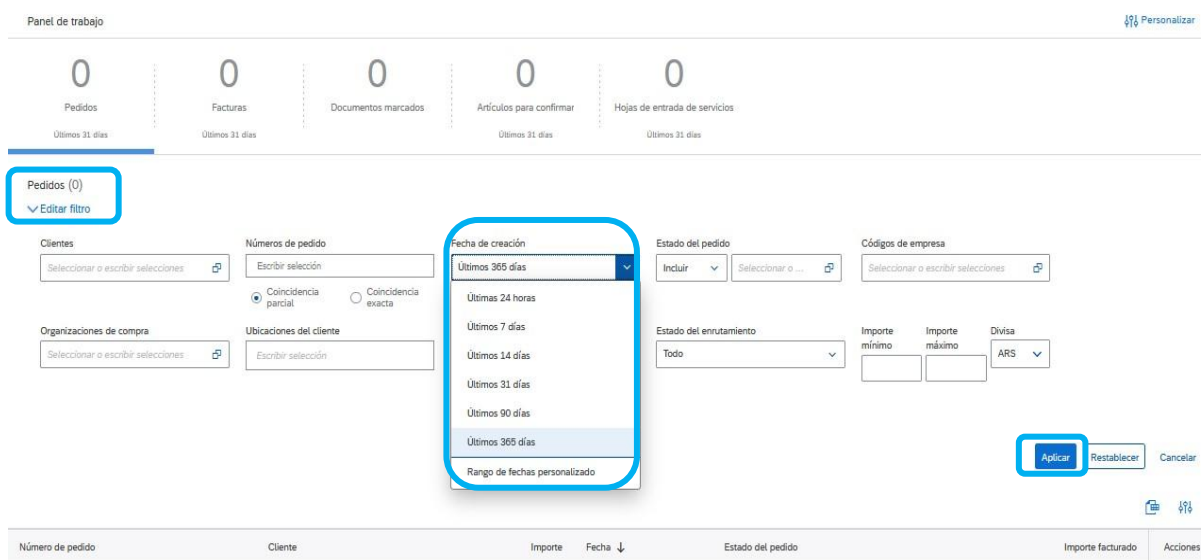 Panel de trabajo
Personalizar
0
0
0
0
0
Pedidos
Facturas
Documentos marcados
Artículos para confirmar
Hojas de entrada de servicios
Últimos 31 días
Últimos 31 días
Últimos 31 días
Últimos 31 días
Pedidos (0)
Editar filtro
Clientes
Seleccionar o escribir selecciones
Números de pedido
Escribir selección
Coincidencia parcial
Coincidencia exacta
Fecha de creación
Últimos 365 días
Últimas 24 horas
Últimos 7 días
Últimos 14 días
Últimos 31 días
Últimos 90 días
Últimos 365 días
Rango de fechas personalizado
Estado del pedido
Incluir
Seleccionar o ...
Códigos de empresa
Seleccionar o escribir selecciones
Organizaciones de compra
Seleccionar o escribir selecciones
Ubicaciones del cliente
Escribir selección
Estado del enrutamiento
Todo
Importe mínimo
Importe máximo
Divisa
ARS
Aplicar
Restablecer
Cancelar
Número de pedido
Cliente
Importe
Fecha ↓
Estado del pedido
Importe facturado
Acciones